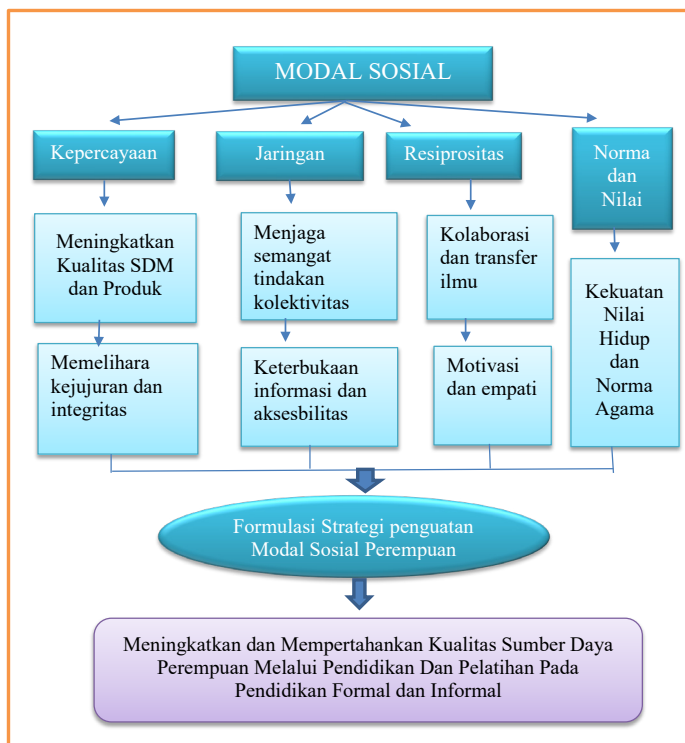 MODAL SOSIAL
Kepercayaan
Jaringan
Resiprositas
Norma
dan
Nilai
Meningkatkan
Kualitas SDM
dan Produk
Menjaga
semangat
tindakan
kolektivitas
Kolaborasi
dan transfer
ilmu
Kekuatan
Nilai
Hidup
dan
Norma
Agama
Memelihara
kejujuran dan
integritas
Keterbukaan
informasi dan
aksesbilitas
Motivasi
dan empati
Formulasi Strategi penguatan
Modal Sosial Perempuan
Meningkatkan dan Mempertahankan Kualitas Sumber Daya
Perempuan Melalui Pendidikan Dan Pelatihan Pada
Pendidikan Formal dan Informal